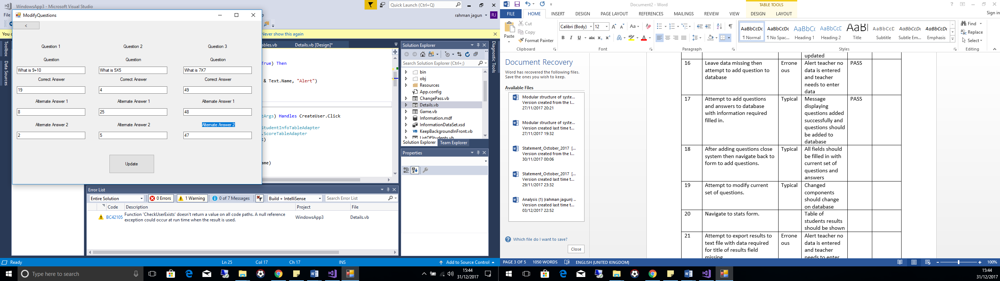 WindowsApp3 - Microsoft Visual Studio
Quick Launch (Ctrl+Q)
File
rahman jagun
RJ
ModifyQuestions
<
Never show this again
Toolbox
Data Sources
Question 1
Question 2
Question 3
Question
Question
Question
What is 9+10
What is 5X5
What is 7X7
Correct Answer
Correct Answer
Correct Answer
19
4
49
Alternate Answer 1
Alternate Answer 1
Alternate Answer 1
8
25
48
Alternate Answer 2
Alternate Answer 2
Alternate Answer 2
2
5
47
Update
ables.vb
Details.vb [Design]*
True) Then
& Text.Name, "Alert")
tArgs) Handles CreateUser.Click
StudentInfoTableAdapter
.ScoreTableAdapter
t)
ame)
Solution Explorer
Search Solution Explorer (Ctrl+;)
bin
obj
Resources
App.config
ChangePass.vb
Details.vb
Game.vb
Information.mdf
InformationDataSet.xsd
KeepBackgroundInFront.vb
ListOfStudents.vb
Solution Explorer
Team Explorer
Properties
Diagnostic Tools
Error List
Entire Solution
0 Errors
1 Warning
0 of 7 Messages
Build + IntelliSense
Search Error List
Code
Description
Project
File
BC42105
Function 'CheckUserExists' doesn't return a value on all code paths. A null reference
exception could occur at run time when the result is used.
WindowsApp3
Details.vb
Ready
Ln 25
Col 17
Ch 17
INS
Add to Source Control
Type here to search
15:44
31/12/2017
Document2 - Word
TABLE TOOLS
Sign in
FILE
HOME
INSERT
DESIGN
PAGE LAYOUT
REFERENCES
MAILINGS
REVIEW
VIEW
DESIGN
LAYOUT
Paste
Cut
Copy
Format Painter
Clipboard
Calibri (Body)
12
Font
Paragraph
¶ Normal
¶ No Spac...
Heading 1
Heading 2
Title
Subtitle
Subtle Em...
Emphasis
Styles
Find
Replace
Select
Editing
Document Recovery
Word has recovered the following files.
Save the ones you wish to keep.
Available Files
Modular structure of syste...
Version created from the l...
27/11/2017 20:21
Modular structure of syste...
Version created last time t...
27/11/2017 19:32
Statement_October_2017 [...
Version created from the l...
30/11/2017 00:06
Statement_October_2017 [...
Version created last time t...
29/11/2017 23:32
Analysis (1) (rahman jagun) ..
Version created last time t...
03/12/2017 22:52
Which file do I want to save?
Close
updated
16
Leave data missing then
attempt to add question to
database
Errone
ous
Alert teacher no
data is entered
and teacher
needs to enter
data
PASS
17
Attempt to add questions
and answers to database
with information required
filled in.
Typical
Message
displaying
questions added
successfully and
questions should
be added to
database
PASS
18
After adding questions close
system then navigate back to
form to add questions.
Typical
All fields should
be filled in with
current set of
questions and
answers
19
Attempt to modify current
set of questions.
Typical
Changed
components
should change
on database
20
Navigate to stats form.
Table of
students results
should be shown
21
Attempt to export results to
text file with data required
for title of results field
missing
Errone
ous
Alert teacher no
data is entered
and teacher
needs to enter
PAGE 3 OF 5
1050 WORDS
ENGLISH (UNITED KINGDOM)
100%
15:44
31/12/2017